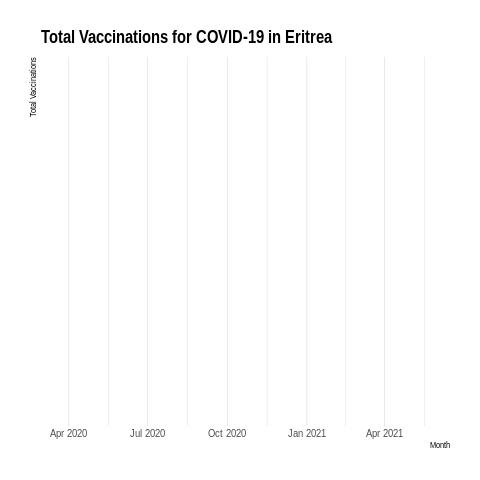 Total Vaccinations for COVID-19 in Eritrea
Total Vaccinations
Apr 2020 Jul 2020 Oct 2020 Jan 2021 Apr 2021
Month